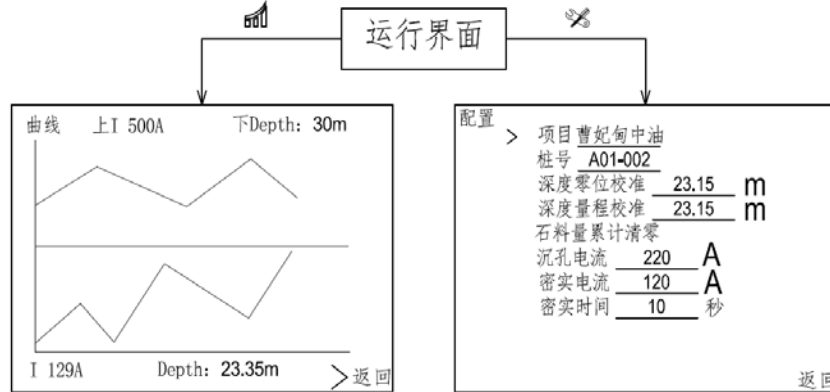 运行界面
曲线 上I 500A 下Depth: 30m
I 129A Depth: 23.35m >返回
配置
> 项目曹妃甸中油
桩号 A01-002
深度零位校准 23.15 m
深度量程校准 23.15 m
石料量累计清零
沉孔电流 220 A
密实电流 120 A
密实时间 10 秒
返回